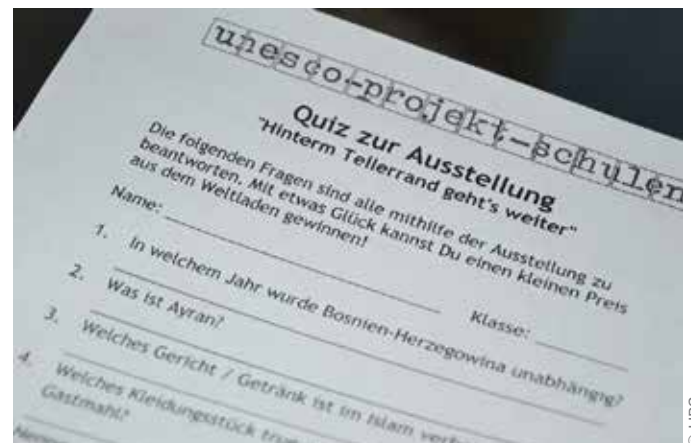 unesco-projekt-schulen
Quiz zur Ausstellung
"Hinterm Tellerrand geht's weiter"
Die folgenden Fragen sind alle mithilfe der Ausstellung zu
beantworten. Mit etwas Glück kannst Du einen kleinen Preis
aus dem Weltladen gewinnen!
Name: Klasse:
1. In welchem Jahr wurde Bosnien-Herzegowina unabhängig?
2. Was ist Ayran?
3. Welches Gericht / Getränk ist im Islam
4. Welches Kleidungsstück
Gastmahl?